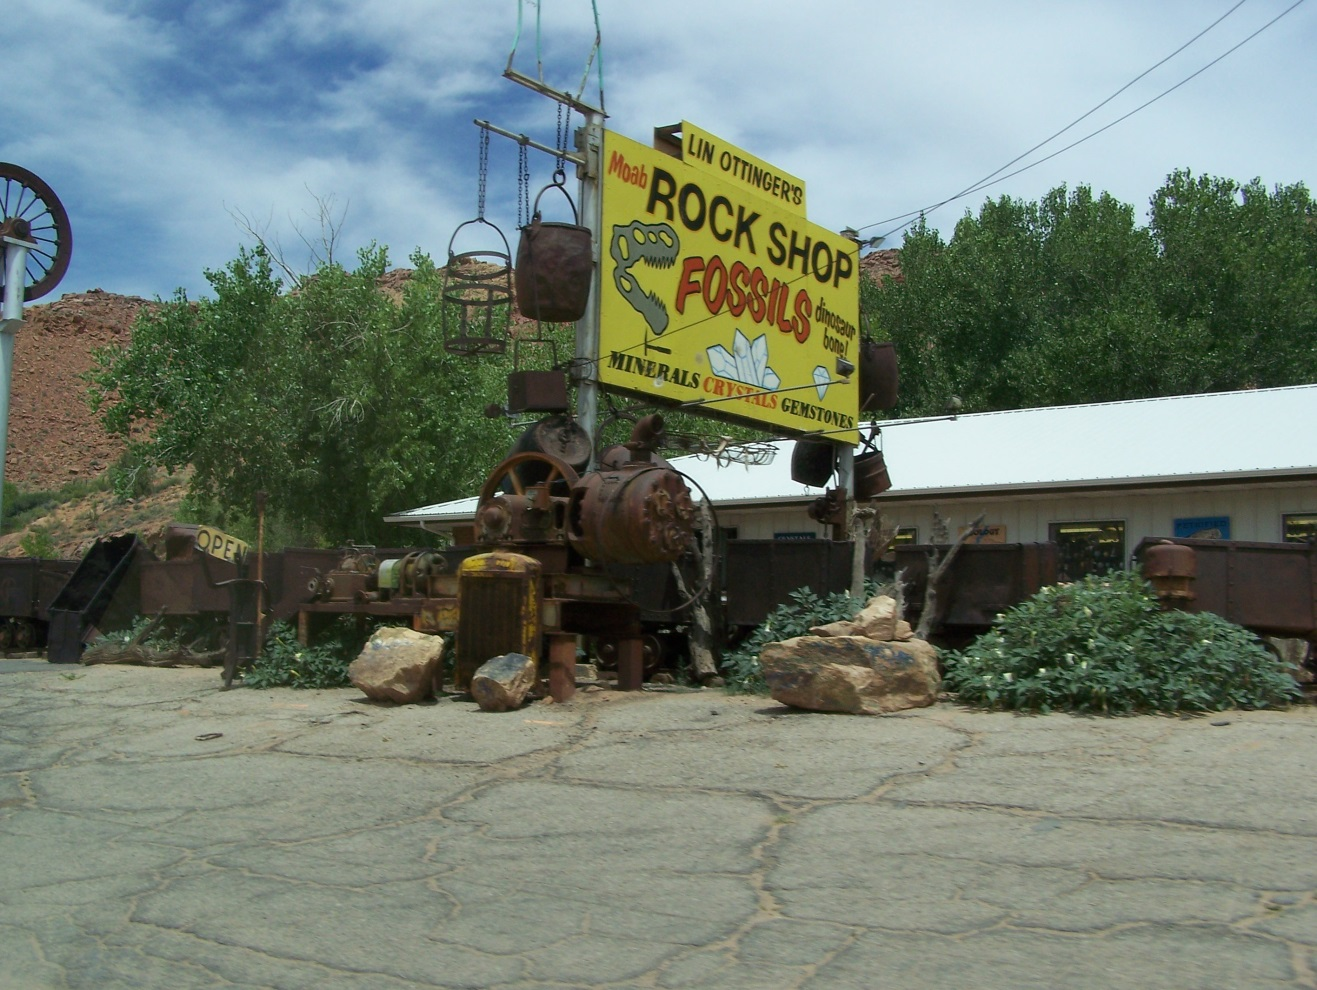 LIN OTTINGER'S
Moab
ROCK SHOP
FOSSILS
dinosaur
bone!
MINERALS CRYSTALS GEMSTONES
OPEN